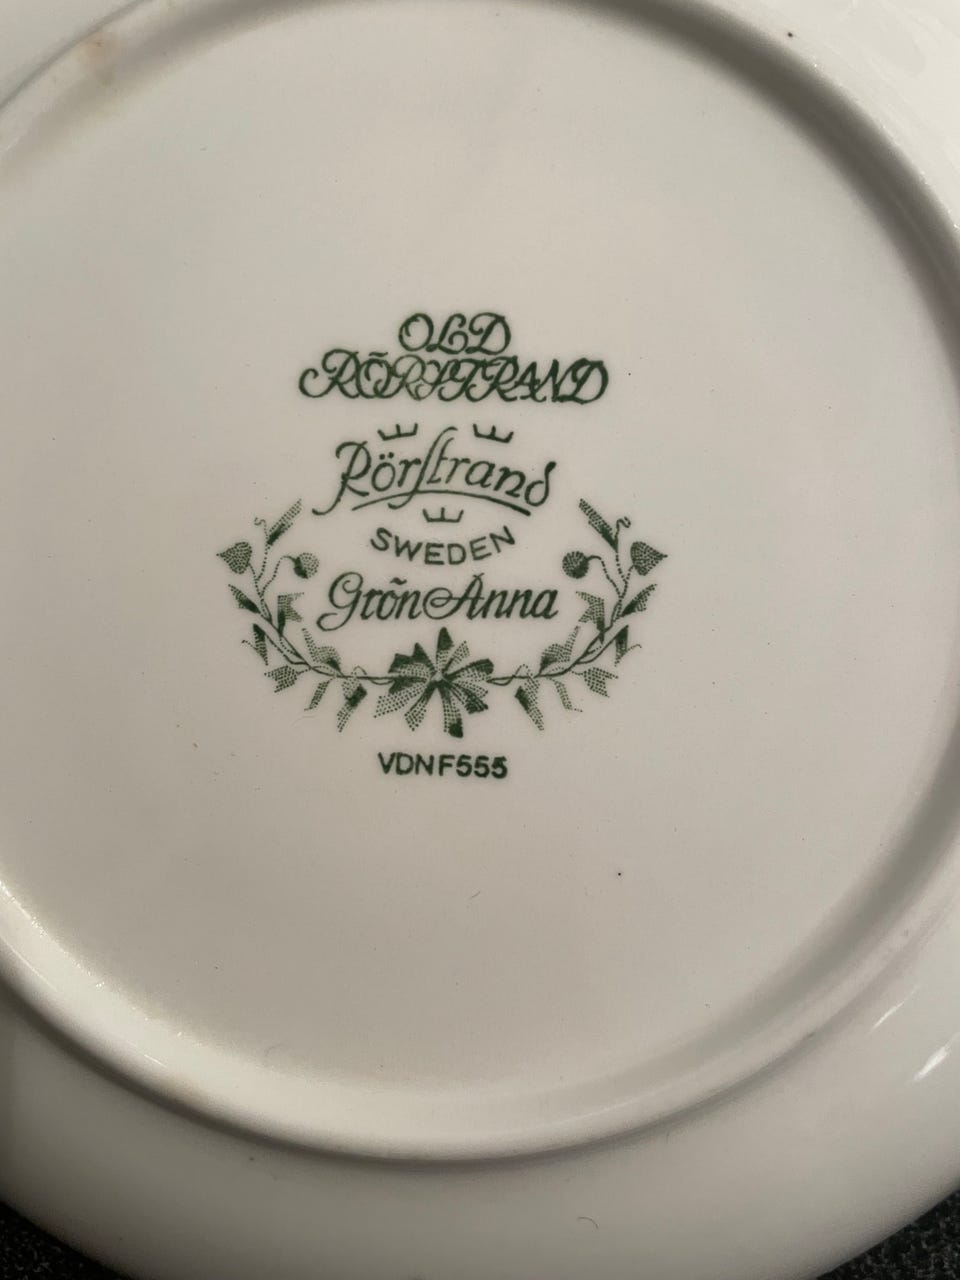 OLD
RÖRSTRAND
Rörstrand
SWEDEN
Grön Anna
VDNF555